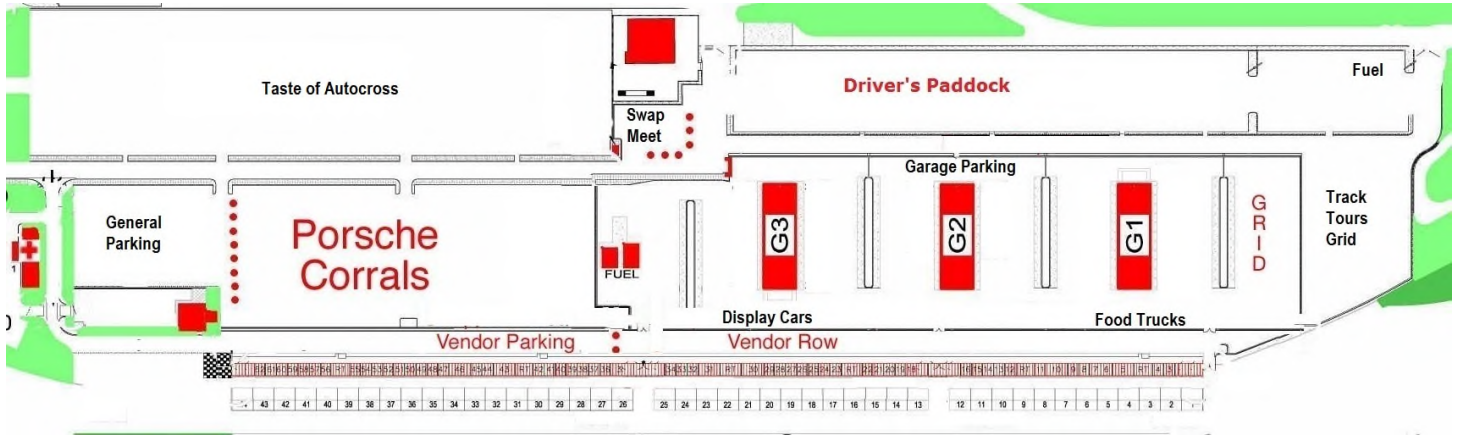 Taste of Autocross
Swap
Meet
Driver's Paddock
Fuel
Garage Parking
General
Parking
Porsche
Corrals
FUEL
G3
G2
G1
GRID
Track
Tours
Grid
1
Display Cars
Food Trucks
Vendor Parking
Vendor Row
43 42 41 40 39 38 37 36 35 34 33 32 31 30 29 28 27 26 25 24 23 22 21 20 19 18 17 16 15 14 13 12 11 10 9 8 7 6 5 4 3 2